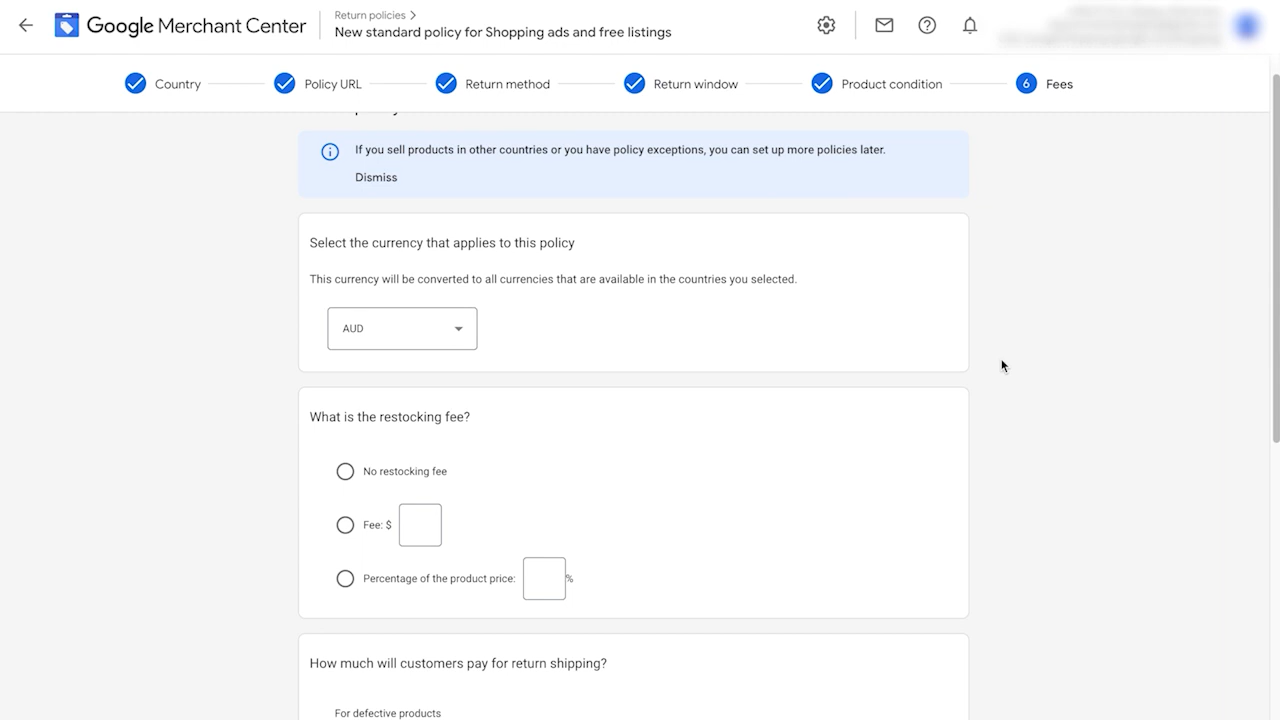 Google Merchant Center
Return policies
New standard policy for Shopping ads and free listings
Country
Policy URL
Return method
Return window
Product condition
6
Fees
If you sell products in other countries or you have policy exceptions, you can set up more policies later.
Dismiss
Select the currency that applies to this policy
This currency will be converted to all currencies that are available in the countries you selected.
AUD
What is the restocking fee?
No restocking fee
Fee: $
Percentage of the product price: %
How much will customers pay for return shipping?
For defective products